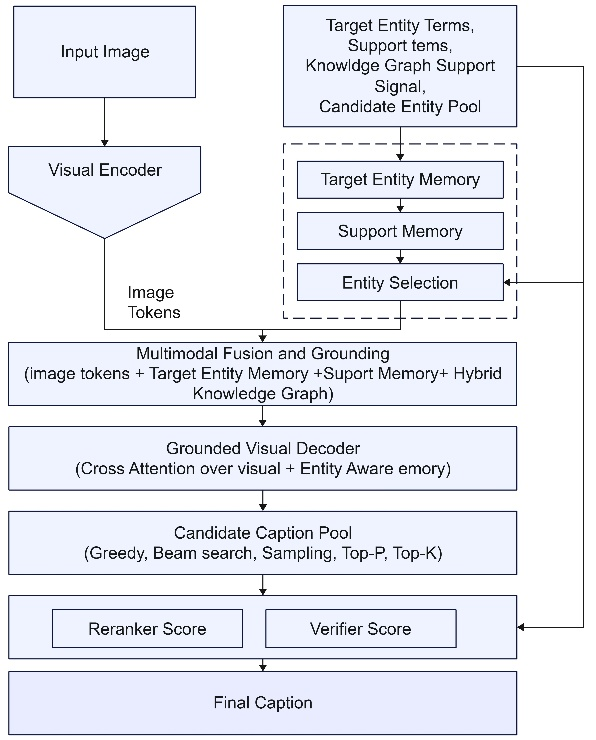 Input Image
Target Entity Terms,
Support tems,
Knowldge Graph Support
Signal,
Candidate Entity Pool
Visual Encoder
Target Entity Memory
Support Memory
Entity Selection
Image
Tokens
Multimodal Fusion and Grounding
(image tokens + Target Entity Memory +Suport Memory+ Hybrid
Knowledge Graph)
Grounded Visual Decoder
(Cross Attention over visual + Entity Aware emory)
Candidate Caption Pool
(Greedy, Beam search, Sampling, Top-P, Top-K)
Reranker Score
Verifier Score
Final Caption